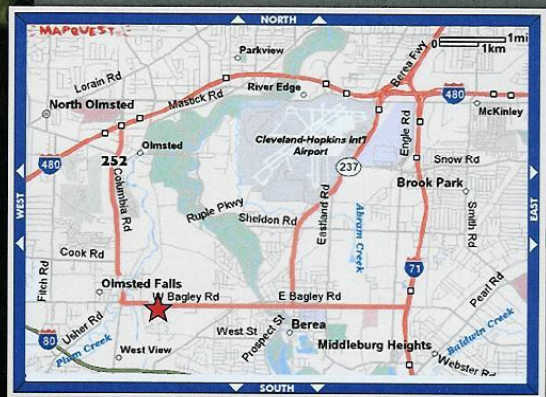 NORTH
MAPQUEST
0 1mi
1km
Parkview
Berea Fwy
Lorain Rd
Mastick Rd
River Edge
480
North Olmsted
McKinley
Olmsted
Cleveland-Hopkins Int'l
Airport
Engle Rd
480
252
237
Snow Rd
Brook Park
WEST
EAST
Columbia Rd
Ruple Pkwy
Sheldon Rd
Eastland Rd
Abram Creek
Smith Rd
Cook Rd
71
Fitch Rd
Olmsted Falls
W Bagley Rd
E Bagley Rd
Pearl Rd
Usher Rd
West St
Prospect St
Berea
Baldwin Creek
80
Plum Creek
West View
Middleburg Heights
Webster Rd
SOUTH